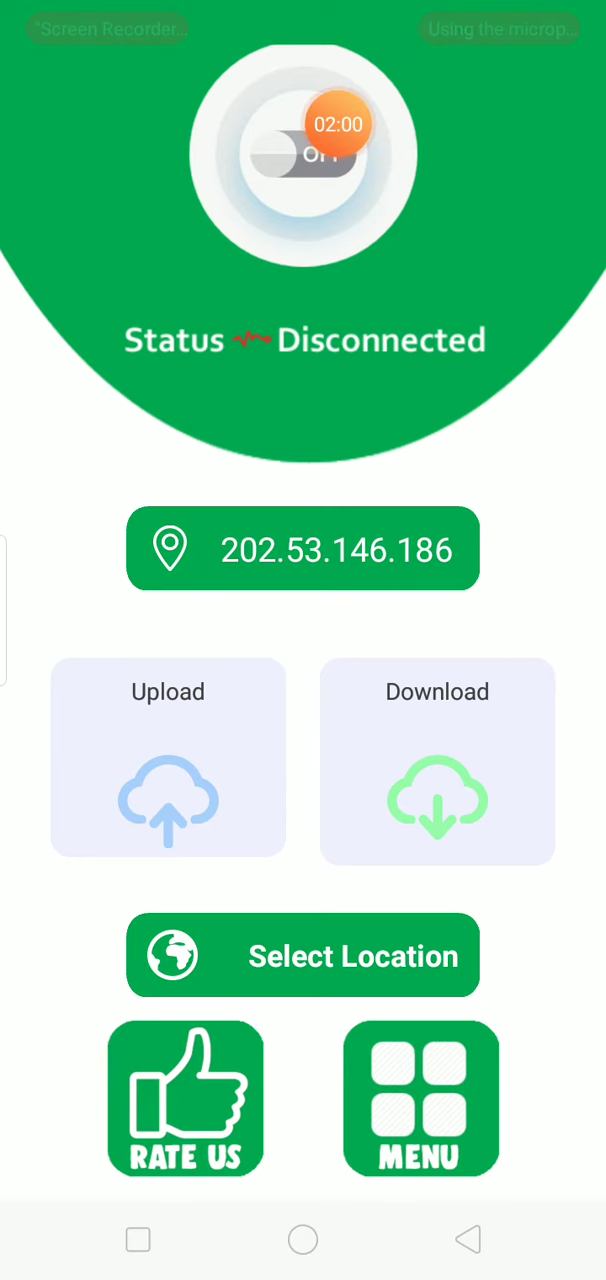 "Screen Recorder...
Using the microp...
02:00
OFF
Status Disconnected
202.53.146.186
Upload
Download
Select Location
RATE US
MENU